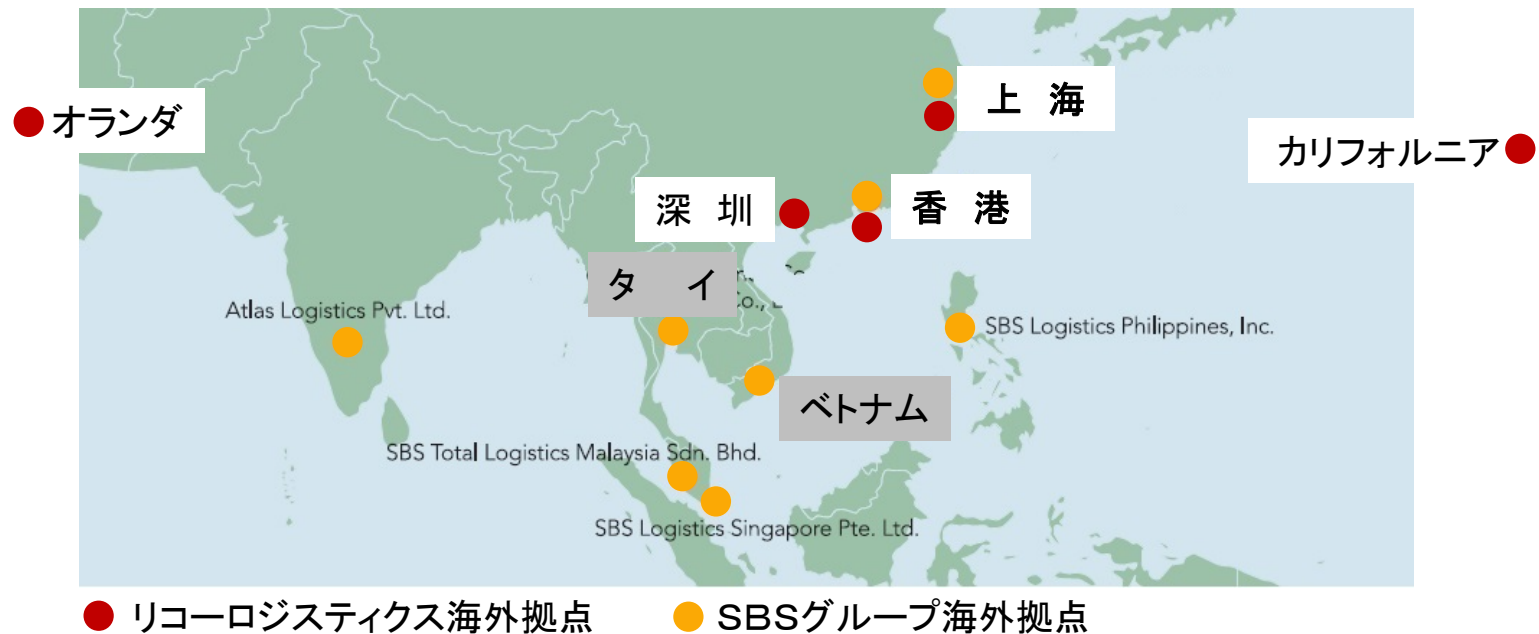 上 海
オランダ
カリフォルニア
深 圳
香 港
タ イ
Atlas Logistics Pvt. Ltd.
SBS Logistics Philippines, Inc.
ベトナム
SBS Total Logistics Malaysia Sdn. Bhd.
SBS Logistics Singapore Pte. Ltd.
リコーロジスティクス海外拠点
SBSグループ海外拠点